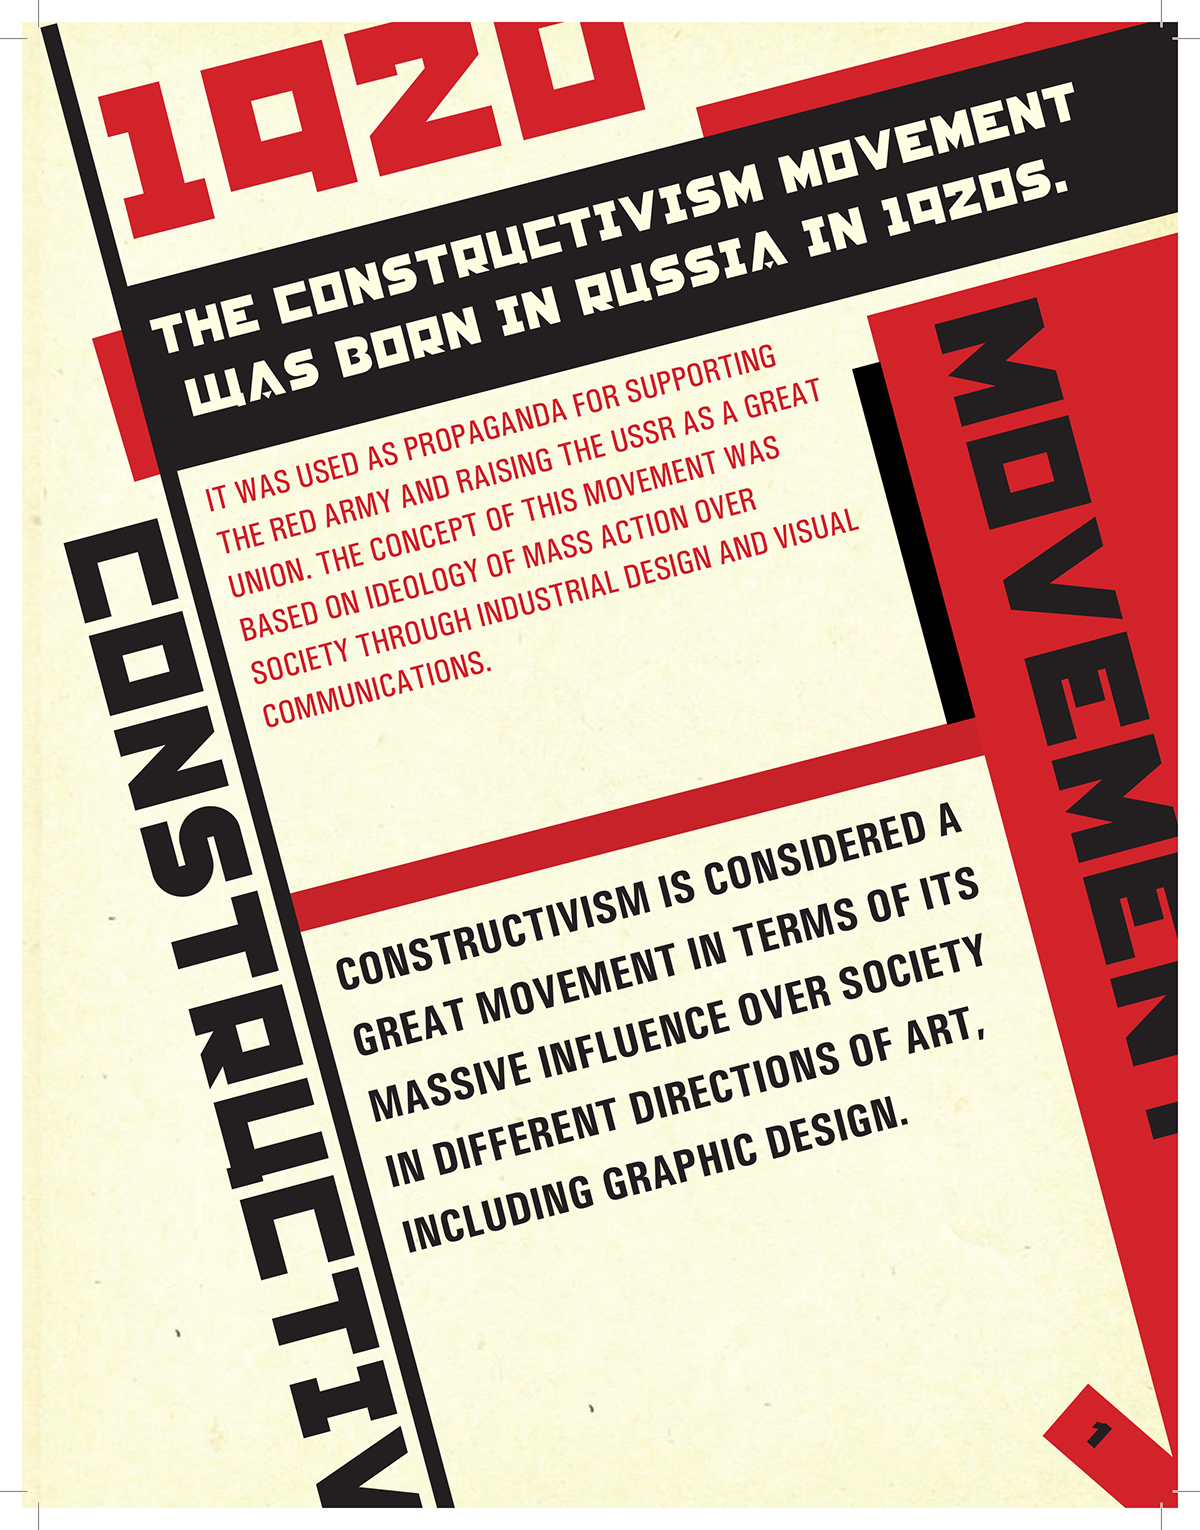 1920
THE CONSTRUCTIVISM MOVEMENT
WAS BORN IN RUSSIA IN 1920S.
IT WAS USED AS PROPAGANDA FOR SUPPORTING
THE RED ARMY AND RAISING THE USSR AS A GREAT
UNION. THE CONCEPT OF THIS MOVEMENT WAS
BASED ON IDEOLOGY OF MASS ACTION OVER
SOCIETY THROUGH INDUSTRIAL DESIGN AND VISUAL
COMMUNICATIONS.
MOVEMENT
CONSTRUCTIV
CONSTRUCTIVISM IS CONSIDERED A
GREAT MOVEMENT IN TERMS OF ITS
MASSIVE INFLUENCE OVER SOCIETY
IN DIFFERENT DIRECTIONS OF ART,
INCLUDING GRAPHIC DESIGN.
1